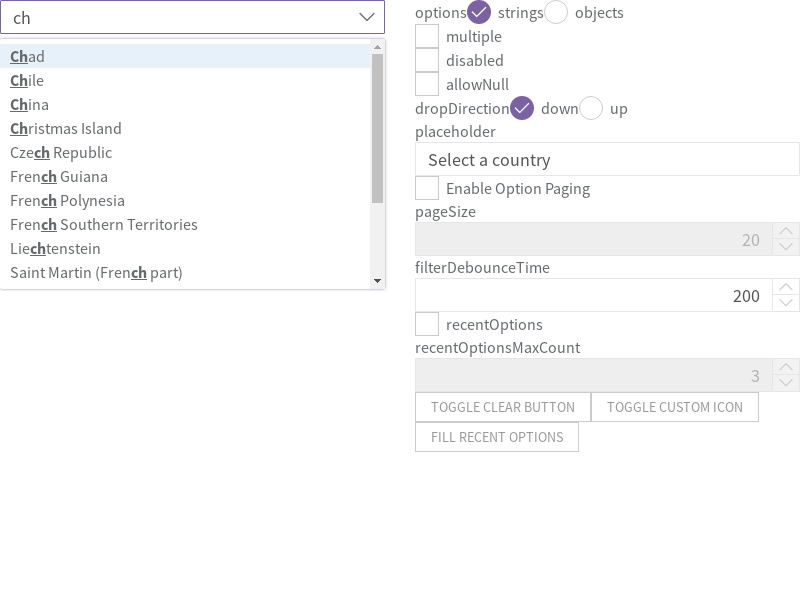 ch
Chad
Chile
China
Christmas Island
Czech Republic
French Guiana
French Polynesia
French Southern Territories
Liechtenstein
Saint Martin (French part)
options strings objects
multiple
disabled
allowNull
dropDirection down up
placeholder
Select a country
Enable Option Paging
pageSize
20
filterDebounceTime
200
recentOptions
recentOptionsMaxCount
3
TOGGLE CLEAR BUTTON TOGGLE CUSTOM ICON
FILL RECENT OPTIONS